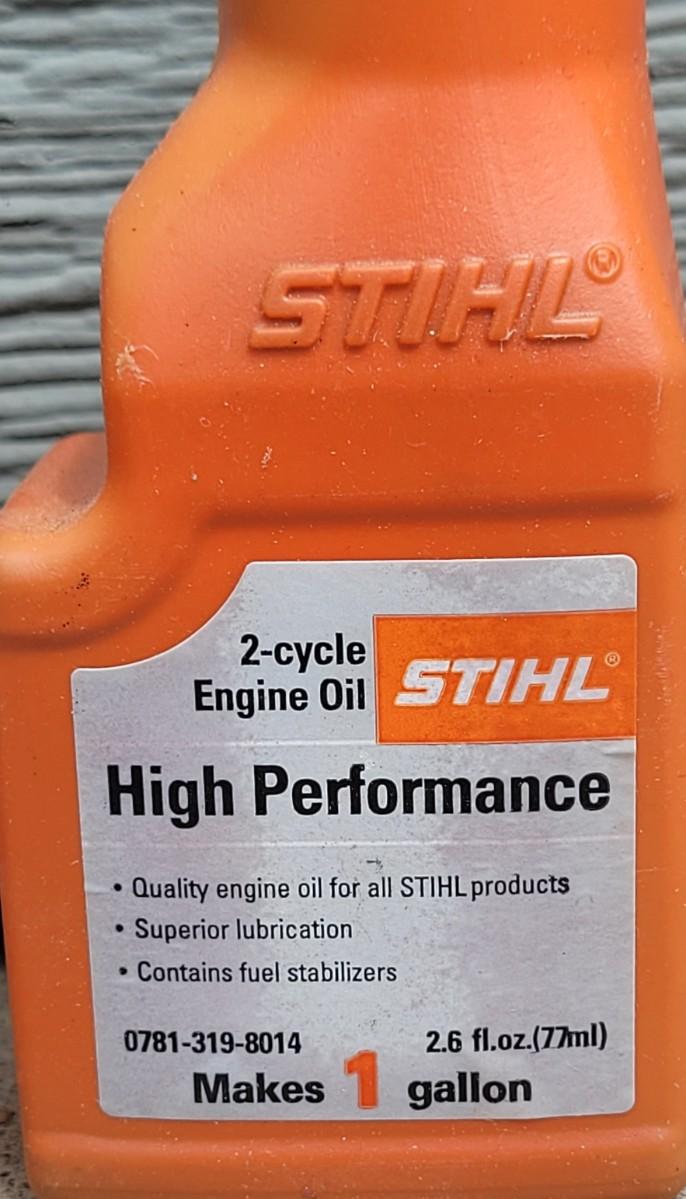 STIHL®
2-cycle
Engine Oil
STIHL®
High Performance
• Quality engine oil for all STIHL products
• Superior lubrication
• Contains fuel stabilizers
0781-319-8014 2.6 fl.oz.(77ml)
Makes 1 gallon